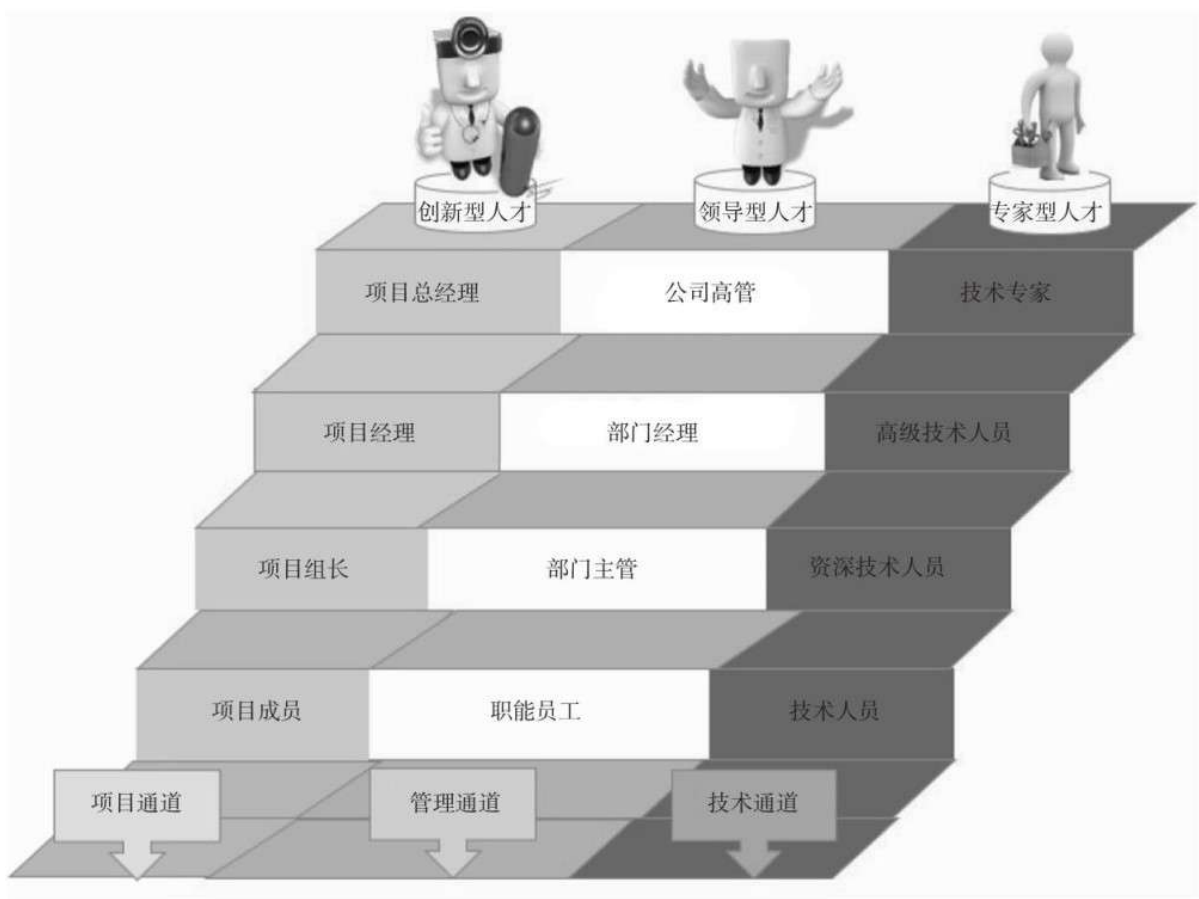 创新型人才
领导型人才
专家型人才
项目总经理
公司高管
技术专家
项目经理
部门经理
高级技术人员
项目组长
部门主管
资深技术人员
项目成员
职能员工
技术人员
项目通道
管理通道
技术通道